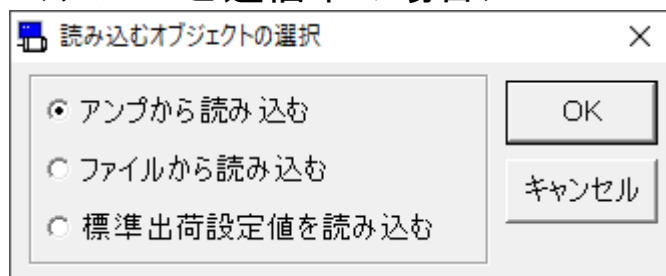 読み込むオブジェクトの選択
アンプから読み込む
ファイルから読み込む
標準出荷設定値を読み込む
OK
キャンセル